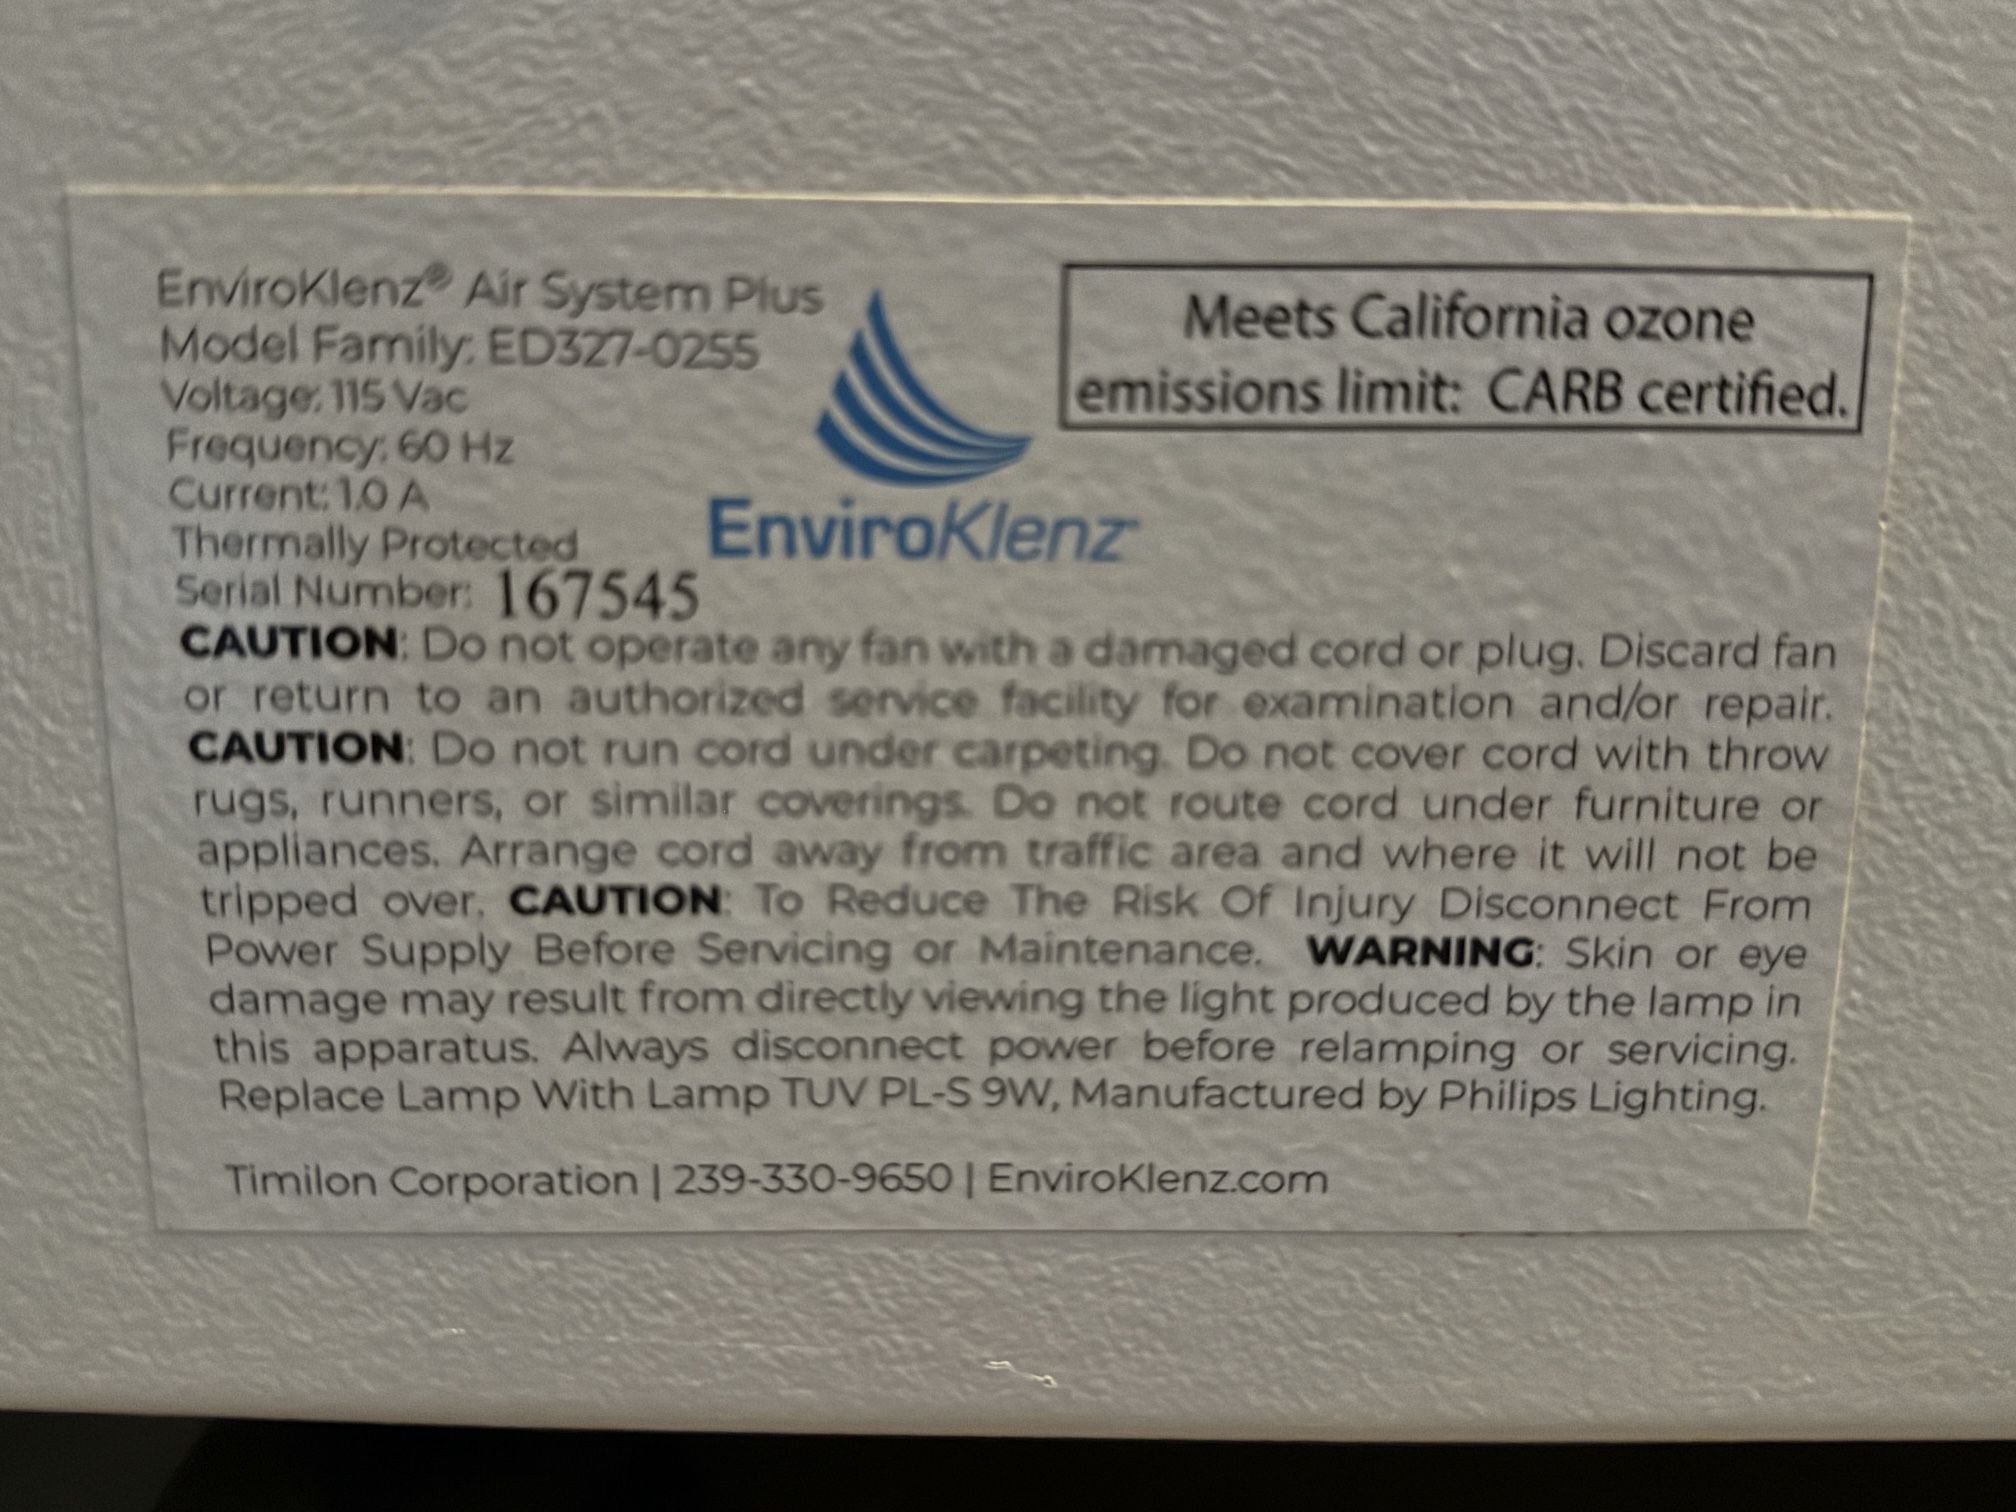 EnviroKlenz® Air System Plus
Model Family: ED327-0255
Voltage: 115 Vac
Frequency: 60 Hz
Current: 1.0 A
Thermally Protected
Serial Number: 167545
EnviroKlenz
Meets California ozone
emissions limit: CARB certified.
CAUTION: Do not operate any fan with a damaged cord or plug. Discard fan
or return to an authorized service facility for examination and/or repair.
CAUTION: Do not run cord under carpeting. Do not cover cord with throw
rugs, runners, or similar coverings. Do not route cord under furniture or
appliances. Arrange cord away from traffic area and where it will not be
tripped over. CAUTION: To Reduce The Risk Of Injury Disconnect From
Power Supply Before Servicing or Maintenance. WARNING: Skin or eye
damage may result from directly viewing the light produced by the lamp in
this apparatus. Always disconnect power before relamping or servicing.
Replace Lamp With Lamp TUV PL-S 9W, Manufactured by Philips Lighting.
Timilon Corporation | 239-330-9650 | EnviroKlenz.com